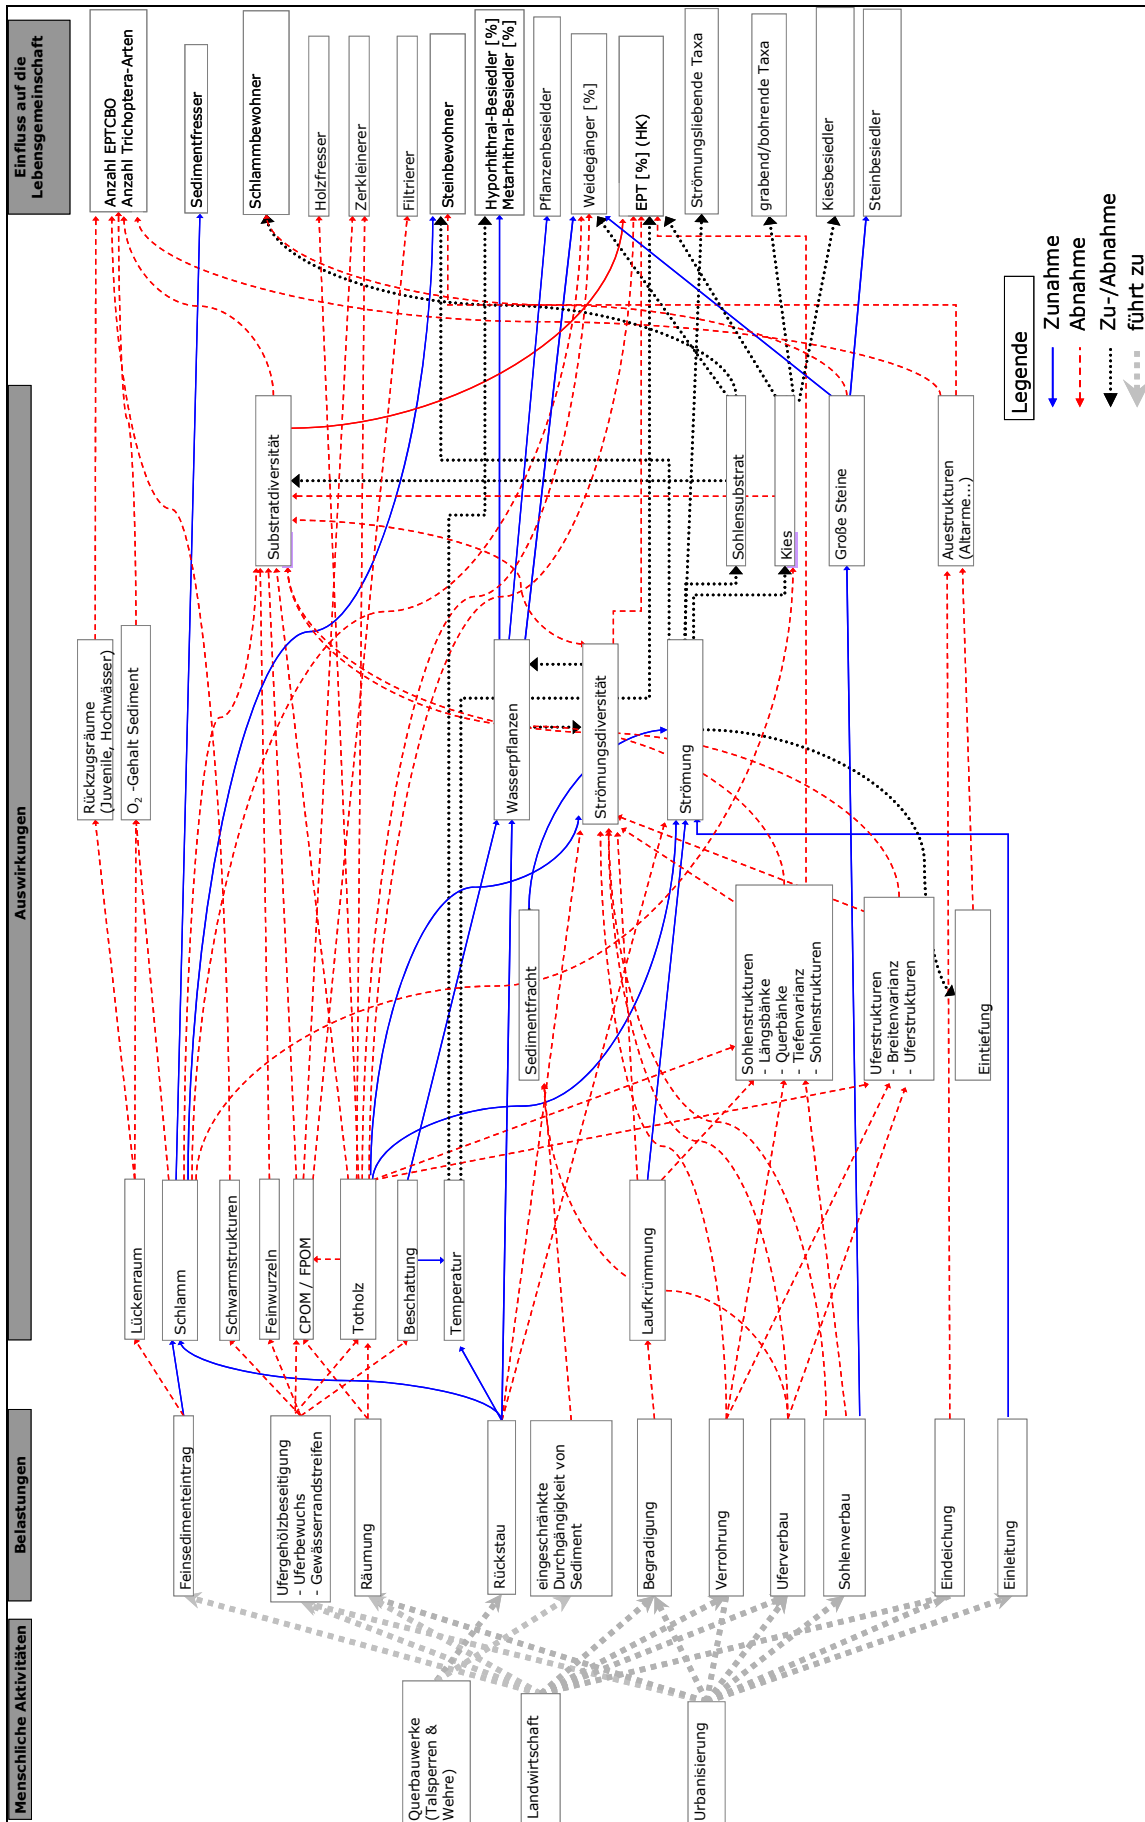 Menschliche Aktivitäten
Belastungen
Auswirkungen
Einfluss auf die
Lebensgemeinschaft
Querbauwerke
(Talsperren &
Wehre)
Landwirtschaft
Urbanisierung
Feinsedimenteintrag
Ufergehölzbeseitigung
- Uferbewuchs
- Gewässerrandstreifen
Räumung
Rückstau
eingeschränkte
Durchgängigkeit von
Sediment
Begradigung
Verrohrung
Uferverbau
Sohlenverbau
Eindeichung
Einleitung
Lückenraum
Schlamm
Schwarmstrukturen
Feinwurzeln
CPOM / FPOM
Totholz
Beschattung
Temperatur
Laufkrümmung
Sedimentfracht
Sohlenstrukturen
- Längsbänke
- Querbänke
- Tiefenvarianz
- Sohlenstrukturen
Uferstrukturen
- Breitenvarianz
- Uferstrukturen
Eintiefung
Rückzugsräume
(Juvenile, Hochwässer)
O2 -Gehalt Sediment
Wasserpflanzen
Strömungsdiversität
Strömung
Substratdiversität
Sohlensubstrat
Kies
Große Steine
Auestrukturen
(Altarme...)
Anzahl EPTCBO
Anzahl Trichoptera-Arten
Sedimentfresser
Schlammbewohner
Holzfresser
Zerkleinerer
Filtrierer
Steinbewohner
Hyporhithral-Besiedler [%]
Metarhithral-Besiedler [%]
Pflanzenbesielder
Weidegänger [%]
EPT [%] (HK)
Strömungsliebende Taxa
grabend/bohrende Taxa
Kiesbesiedler
Steinbesiedler
Legende
Zunahme
Abnahme
Zu-/Abnahme
führt zu